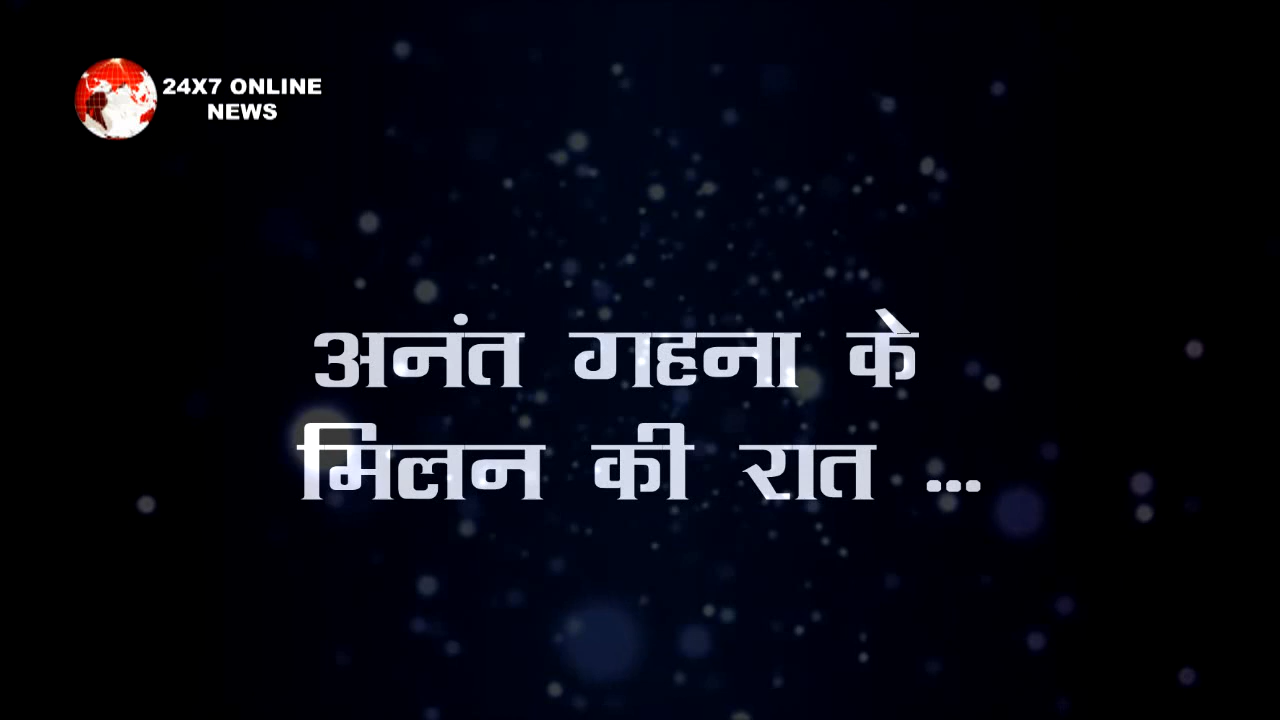 24X7 ONLINE
NEWS
अनंत गहना के
मिलन की रात ...